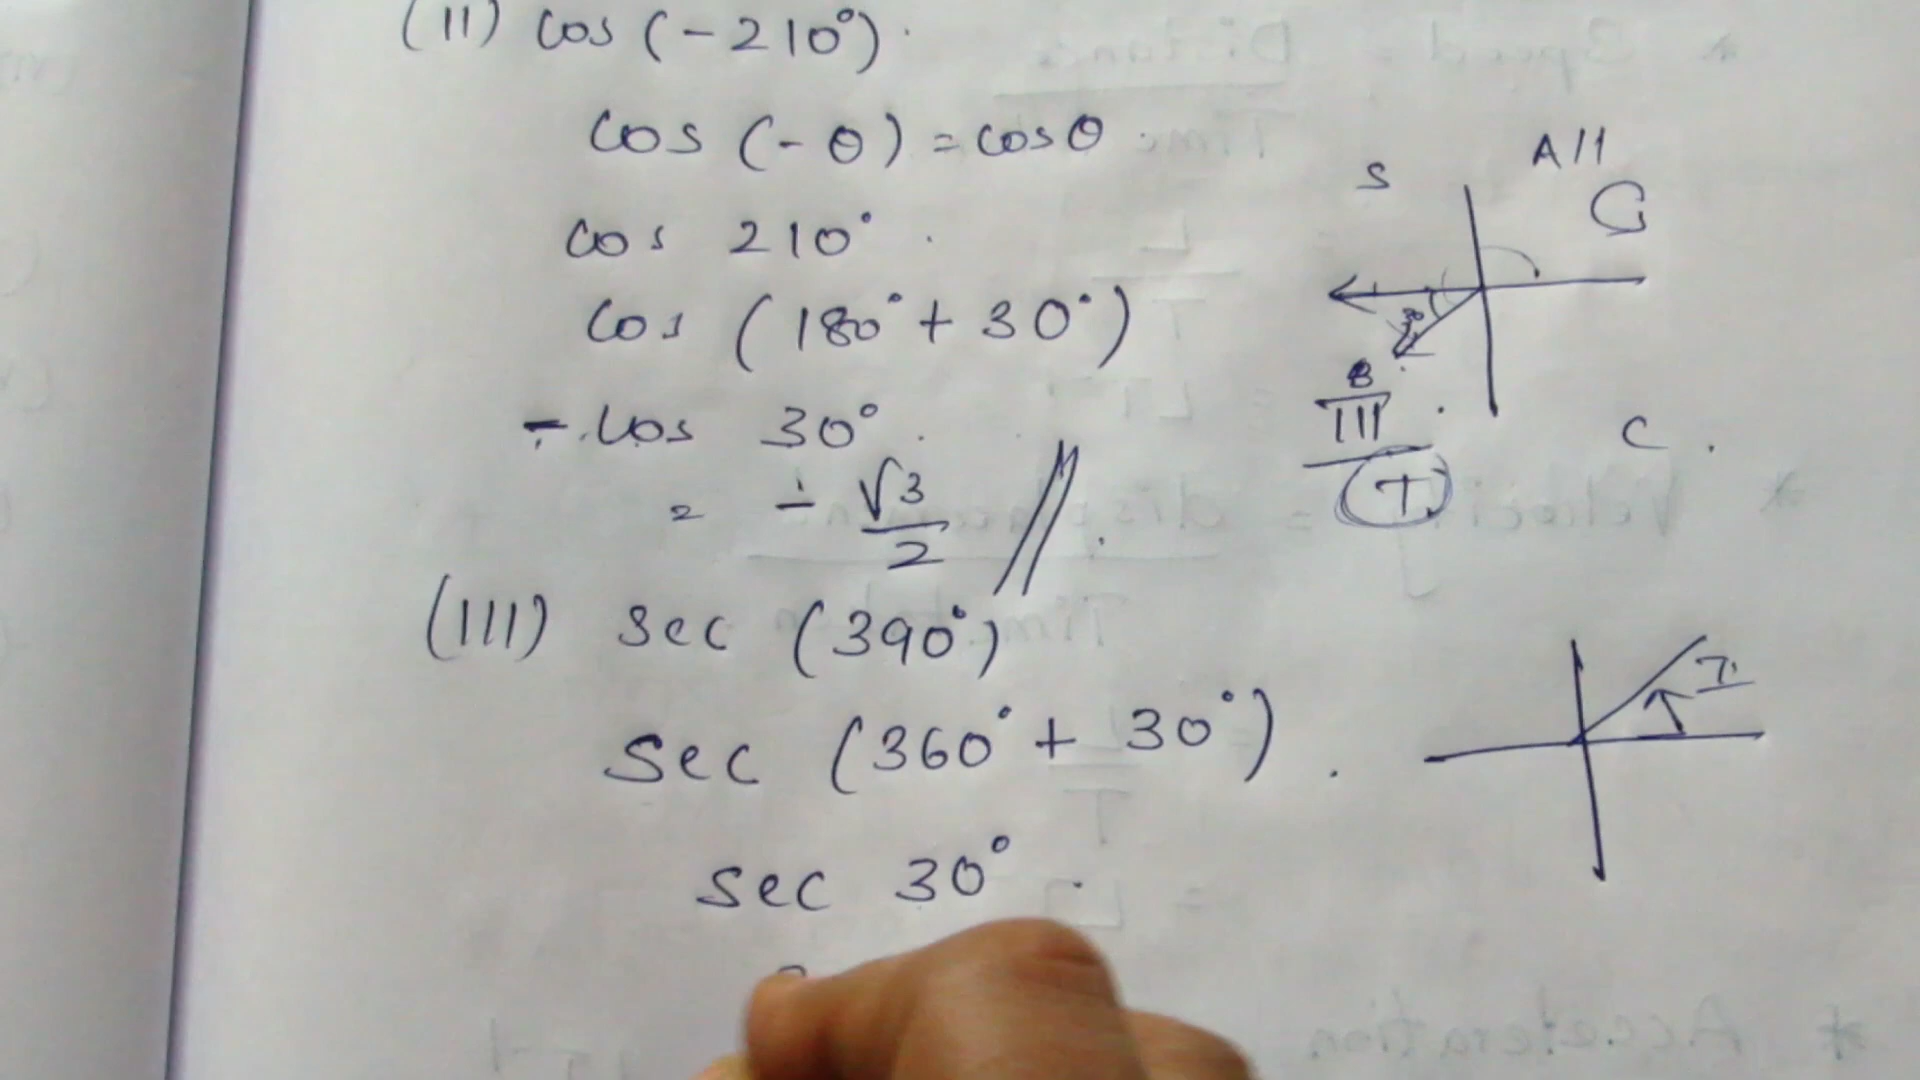 (II) cos (-210°).
cos (-θ) = cosθ
cos 210°.
cos (180° + 30°)
- cos 30°.
= - √3/2 //.
(III) sec (390°)
sec (360° + 30°).
sec 30°.
All
S
III
T
C.